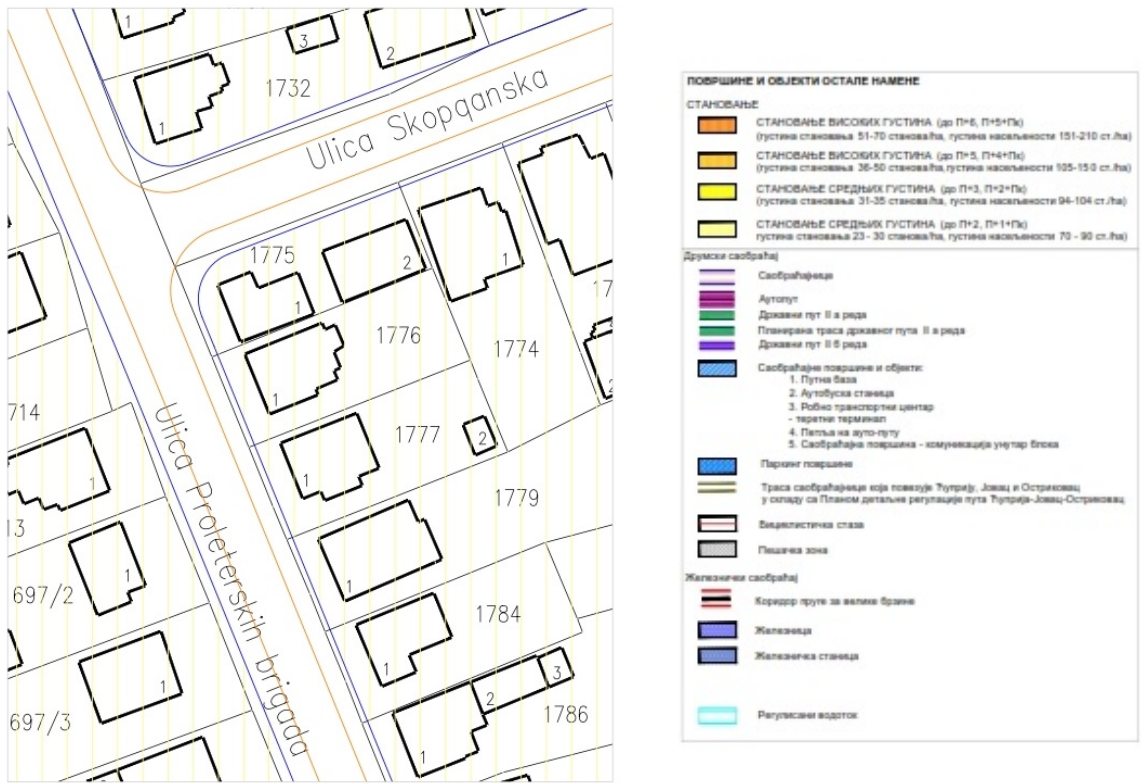 1
3
2
1732
1
Ulica Skopqanska
1775
2
1
1
1776
1774
17
1
2
714
Ulica Proleterskih brigada
1777
1
2
1
13
1779
1
697/2
1
1784
1
1
3
2
697/3
1786
1
ПОВРШИНЕ И ОБЈЕКТИ ОСТАЛЕ НАМЕНЕ
СТАНОВАЊЕ
СТАНОВАЊЕ ВИСОКИХ ГУСТИНА (до П+6, П+5+Пк)
(густина становања 51-70 станова/ha, густина насељености 151-210 ст./ha)
СТАНОВАЊЕ ВИСОКИХ ГУСТИНА (до П+5, П+4+Пк)
(густина становања 36-50 станова/ha, густина насељености 105-150 ст./ha)
СТАНОВАЊЕ СРЕДЊИХ ГУСТИНА (до П+3, П+2+Пк)
(густина становања 31-35 станова/ha, густина насељености 94-104 ст./ha)
СТАНОВАЊЕ СРЕДЊИХ ГУСТИНА (до П+2, П+1+Пк)
густина становања 23 - 30 станова/ha, густина насељености 70 - 90 ст./ha)
Друмски саобраћај
Саобраћајнице
Аутопут
Државни пут II а реда
Планирана траса државног пута II а реда
Државни пут II б реда
Саобраћајне површине и објекти:
1. Путна база
2. Аутобуска станица
3. Робно транспортни центар
- теретни терминал
4. Петља на ауто-путу
5. Саобраћајна површина - комуникација унутар блока
Паркинг површине
Траса саобраћајнице која повезује Ћуприју, Јовац и Остриковац
у складу са Планом детаљне регулације пута Ћуприја-Јовац-Остриковац
Бициклистичка стаза
Пешачка зона
Железнички саобраћај
Коридор пруге за велике брзине
Железница
Железничка станица
Регулисани водоток